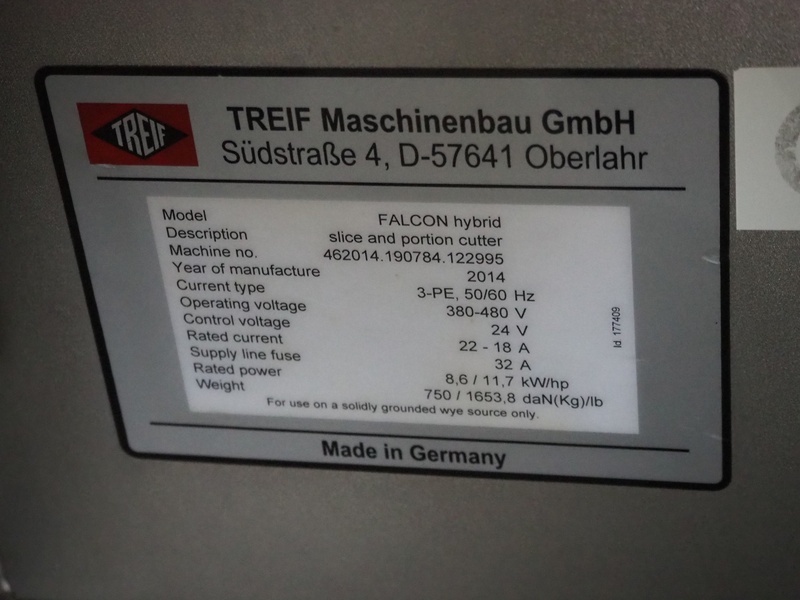 TREIF
TREIF Maschinenbau GmbH
Südstraße 4, D-57641 Oberlahr
Model FALCON hybrid
Description slice and portion cutter
Machine no. 462014.190784.122995
Year of manufacture 2014
Current type 3-PE, 50/60 Hz
Operating voltage 380-480 V
Control voltage 24 V
Rated current 22 - 18 A
Supply line fuse 32 A
Rated power 8,6 / 11,7 kW/hp
Weight 750 / 1653,8 daN(Kg)/lb
For use on a solidly grounded wye source only.
Id 177409
Made in Germany